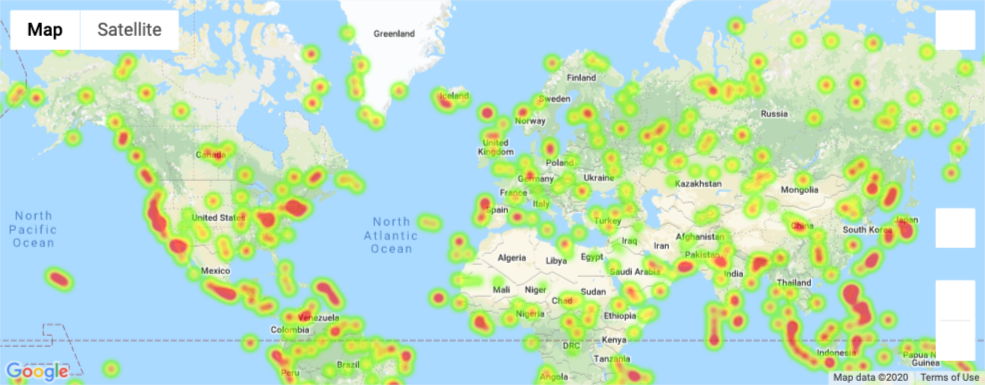 Map Satellite
Greenland
Iceland
Finland
Sweden
Norway
Russia
United
Kingdom
Canada
Poland
Germany
Ukraine
Kazakhstan
Mongolia
France
Spain
Italy
North
Pacific
Ocean
United States
North
Atlantic
Ocean
Turkey
China
South Korea
Japan
Iraq
Iran
Afghanistan
Pakistan
Algeria
Libya
Egypt
Saudi Arabia
India
Mexico
Mali
Niger
Chad
Sudan
Thailand
Nigeria
Ethiopia
Venezuela
Colombia
DRC
Kenya
Indonesia
Papua New
Guinea
Tanzania
Brazil
Peru
Angola
Google
Map data ©2020 Terms of Use